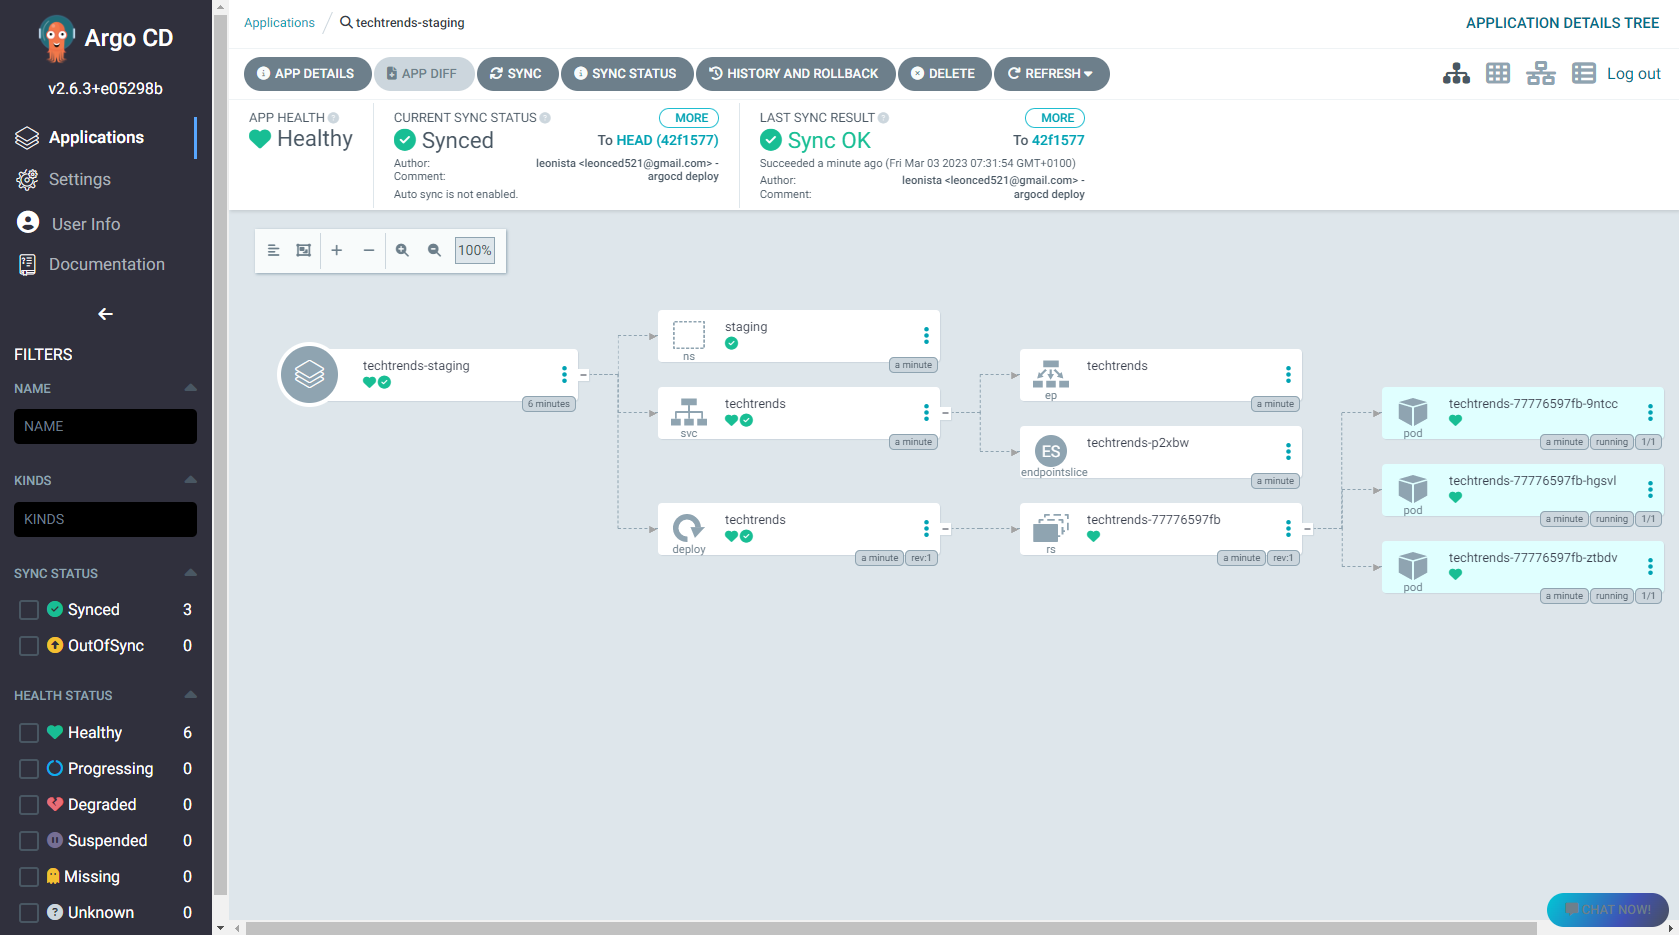 Argo CD
v2.6.3+e05298b
Applications
Settings
User Info
Documentation
FILTERS
NAME
NAME
KINDS
KINDS
SYNC STATUS
Synced 3
OutOfSync 0
HEALTH STATUS
Healthy 6
Progressing 0
Degraded 0
Suspended 0
Missing 0
Unknown 0
Applications / techtrends-staging
APPLICATION DETAILS TREE
APP DETAILS APP DIFF SYNC SYNC STATUS HISTORY AND ROLLBACK DELETE REFRESH
Log out
APP HEALTH
Healthy
CURRENT SYNC STATUS MORE
Synced To HEAD (42f1577)
Author: leonista <leonced521@gmail.com> -
Comment: argocd deploy
Auto sync is not enabled.
LAST SYNC RESULT MORE
Sync OK To 42f1577
Succeeded a minute ago (Fri Mar 03 2023 07:31:54 GMT+0100)
Author: leonista <leonced521@gmail.com> -
Comment: argocd deploy
100%
techtrends-staging
6 minutes
staging
ns
a minute
techtrends
svc
a minute
techtrends
deploy
a minute rev:1
techtrends
ep
a minute
ES
techtrends-p2xbw
endpointslice
a minute
techtrends-77776597fb
rs
a minute rev:1
techtrends-77776597fb-9ntcc
pod
a minute running 1/1
techtrends-77776597fb-hgsvl
pod
a minute running 1/1
techtrends-77776597fb-ztbdv
pod
a minute running 1/1
CHAT NOW!